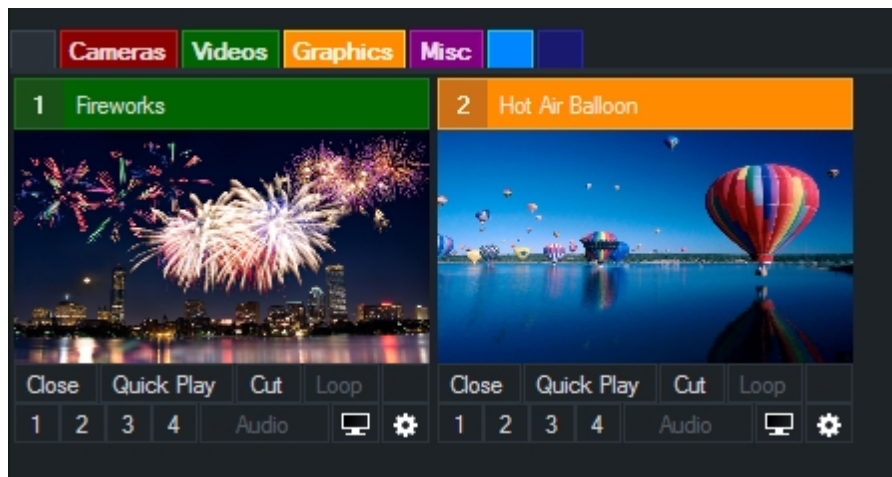 Cameras Videos Graphics Misc
1 Fireworks
2 Hot Air Balloon
Close Quick Play Cut Loop
1 2 3 4 Audio
Close Quick Play Cut Loop
1 2 3 4 Audio